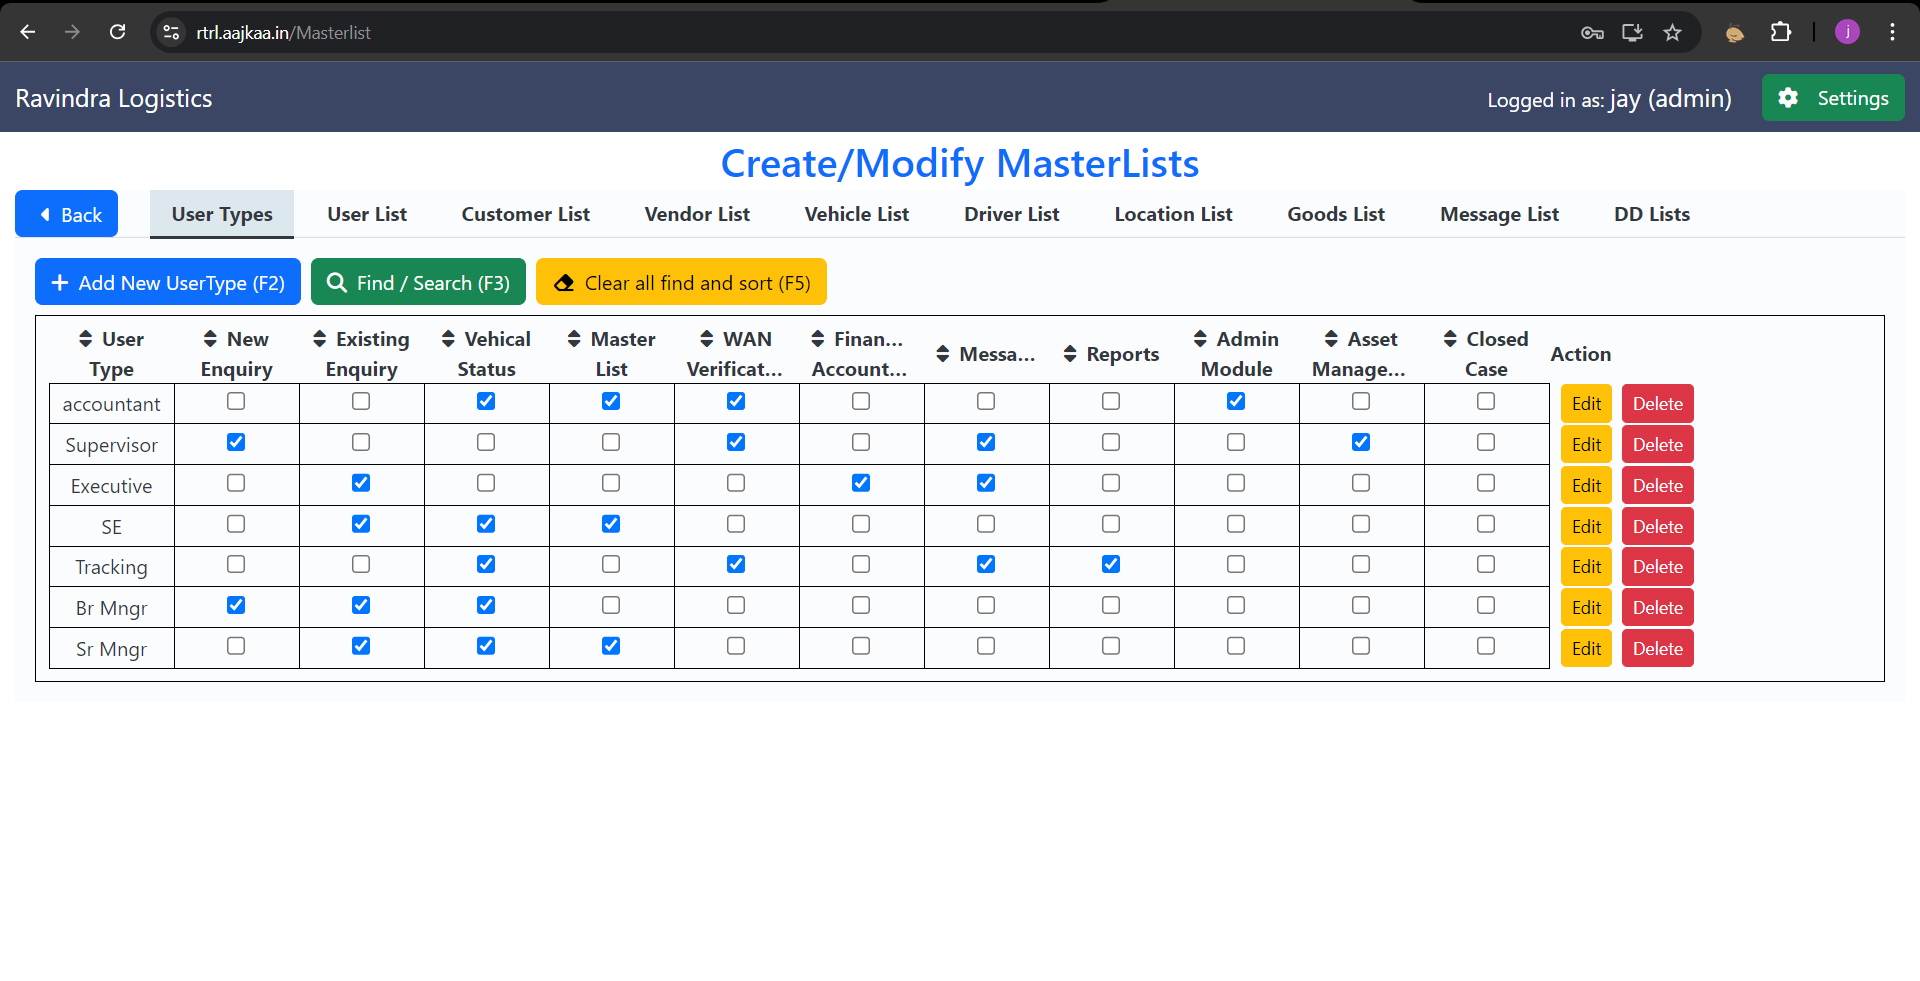 rtrl.aajkaa.in/Masterlist
j
Ravindra Logistics
Logged in as: jay (admin)
Settings
Create/Modify MasterLists
Back
User Types
User List
Customer List
Vendor List
Vehicle List
Driver List
Location List
Goods List
Message List
DD Lists
Add New UserType (F2)
Find / Search (F3)
Clear all find and sort (F5)
User Type
New Enquiry
Existing Enquiry
Vehical Status
Master List
WAN Verificat...
Finan... Account...
Messa...
Reports
Admin Module
Asset Manage...
Closed Case
Action
accountant Edit Delete
Supervisor Edit Delete
Executive Edit Delete
SE Edit Delete
Tracking Edit Delete
Br Mngr Edit Delete
Sr Mngr Edit Delete